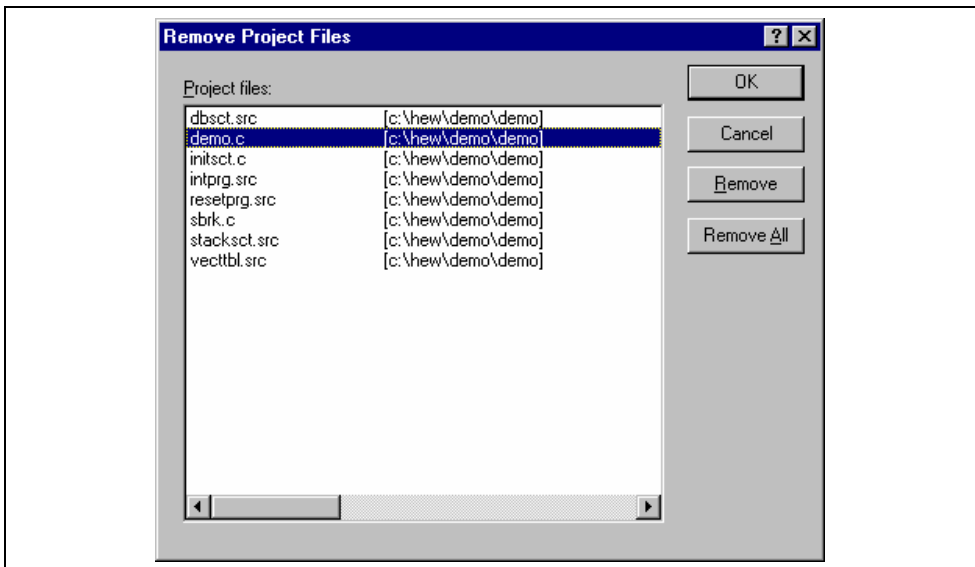 Remove Project Files
Project files:
dbsct.src [c:\hew\demo\demo]
demo.c [c:\hew\demo\demo]
initsct.c [c:\hew\demo\demo]
intprg.src [c:\hew\demo\demo]
resetprg.src [c:\hew\demo\demo]
sbrk.c [c:\hew\demo\demo]
stacksct.src [c:\hew\demo\demo]
vecttbl.src [c:\hew\demo\demo]
OK
Cancel
Remove
Remove All